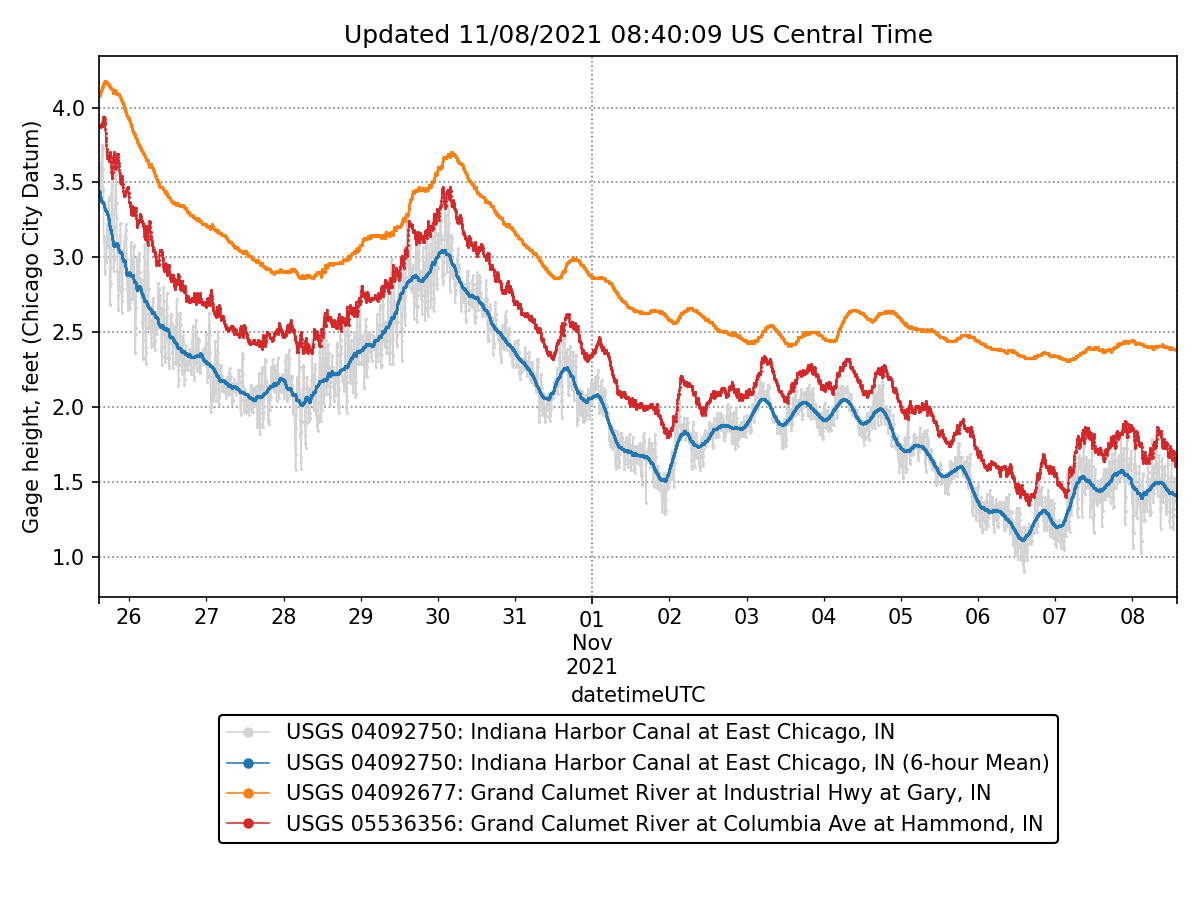 Updated 11/08/2021 08:40:09 US Central Time
Gage height, feet (Chicago City Datum)
4.0
3.5
3.0
2.5
2.0
1.5
1.0
26 27 28 29 30 31 01 02 03 04 05 06 07 08
Nov
2021
datetimeUTC
USGS 04092750: Indiana Harbor Canal at East Chicago, IN
USGS 04092750: Indiana Harbor Canal at East Chicago, IN (6-hour Mean)
USGS 04092677: Grand Calumet River at Industrial Hwy at Gary, IN
USGS 05536356: Grand Calumet River at Columbia Ave at Hammond, IN